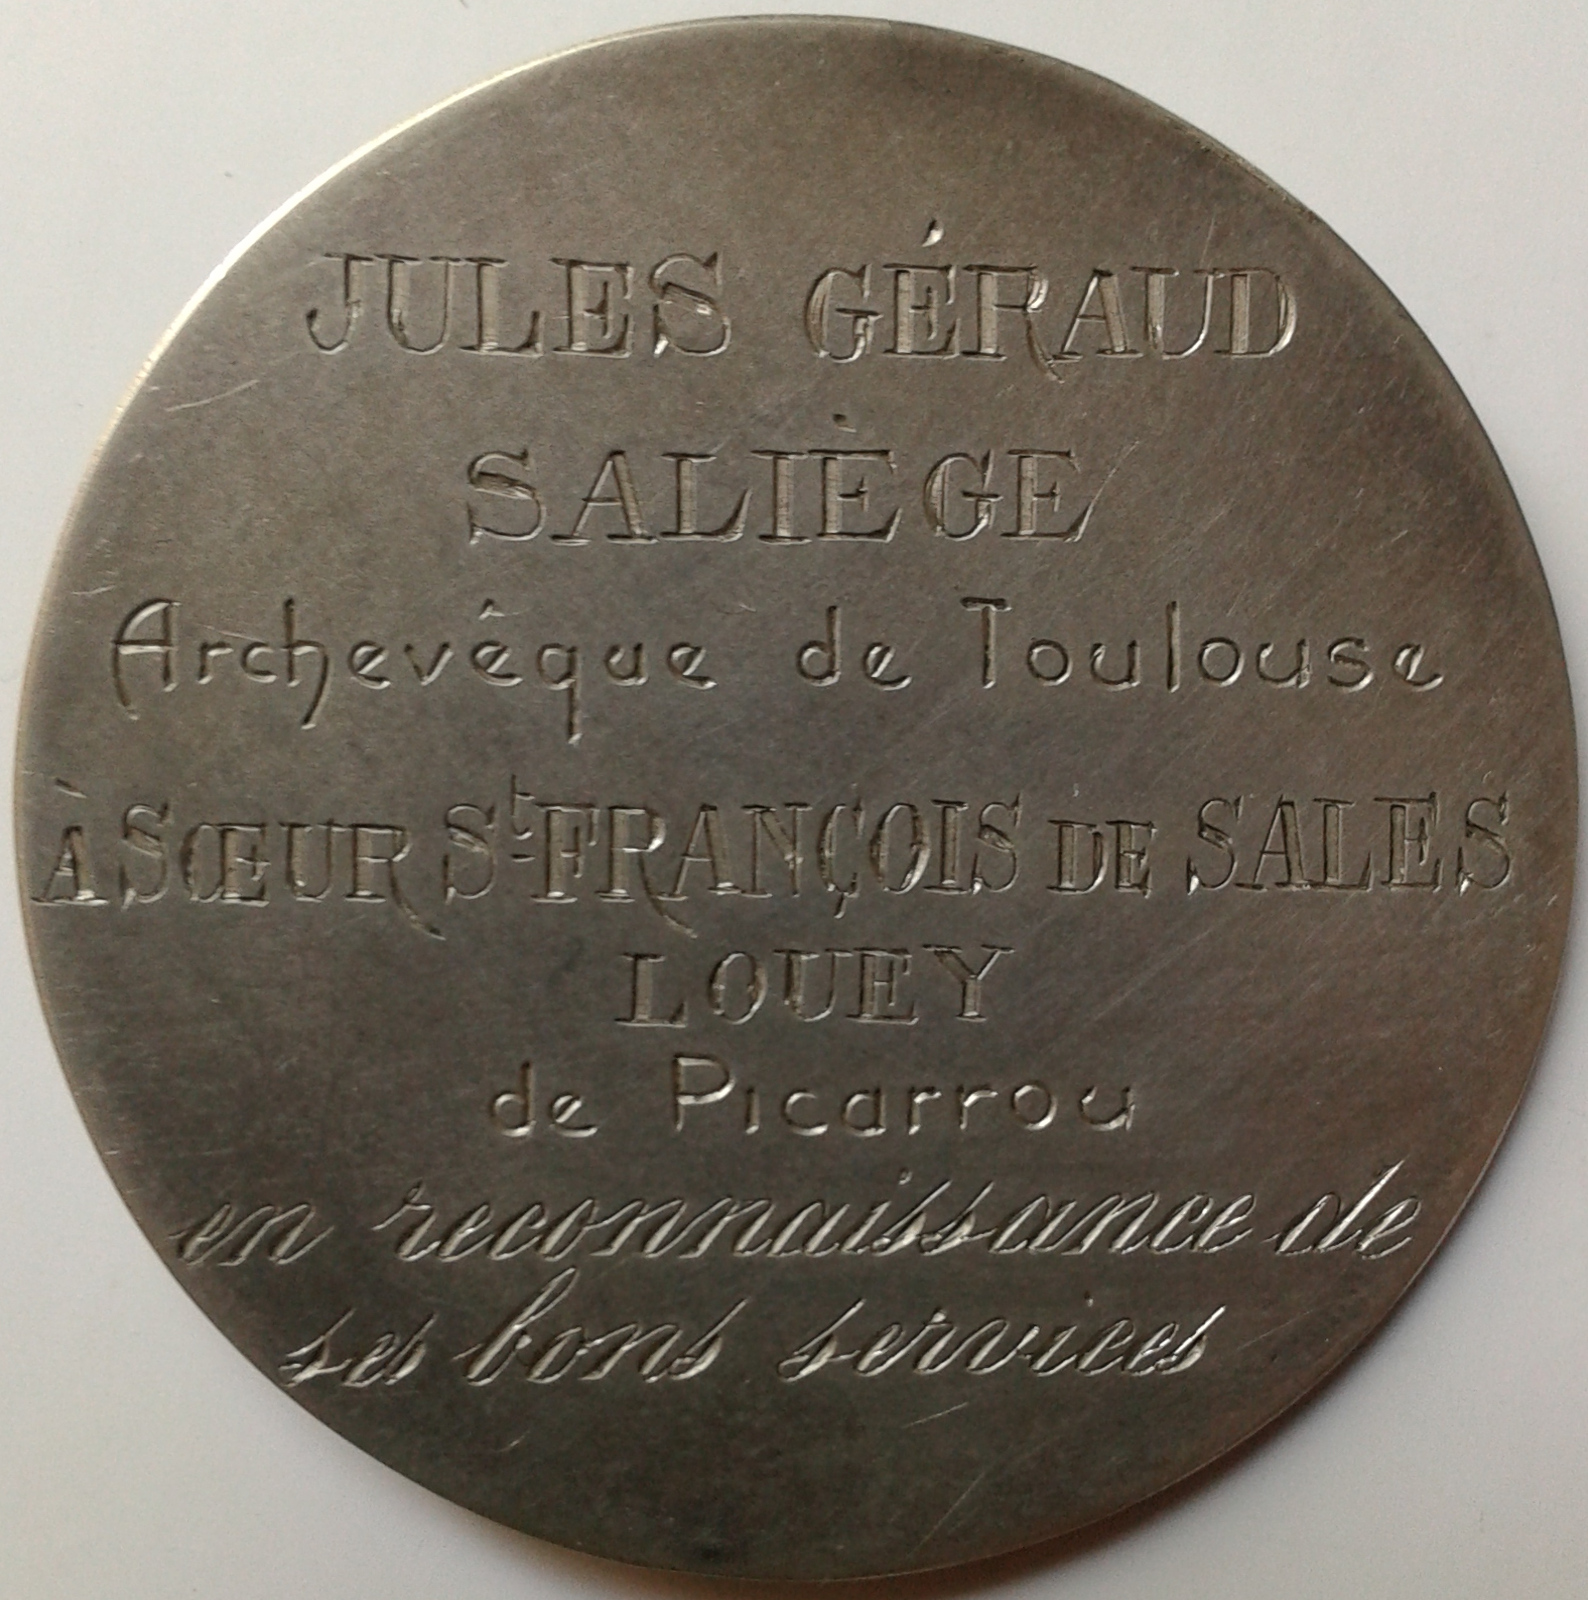 JULES GÉRAUD
SALIÈGE
Archevêque de Toulouse
À SŒUR St FRANÇOIS DE SALES
LOUEY
de Picarrou
en reconnaissance de
ses bons services